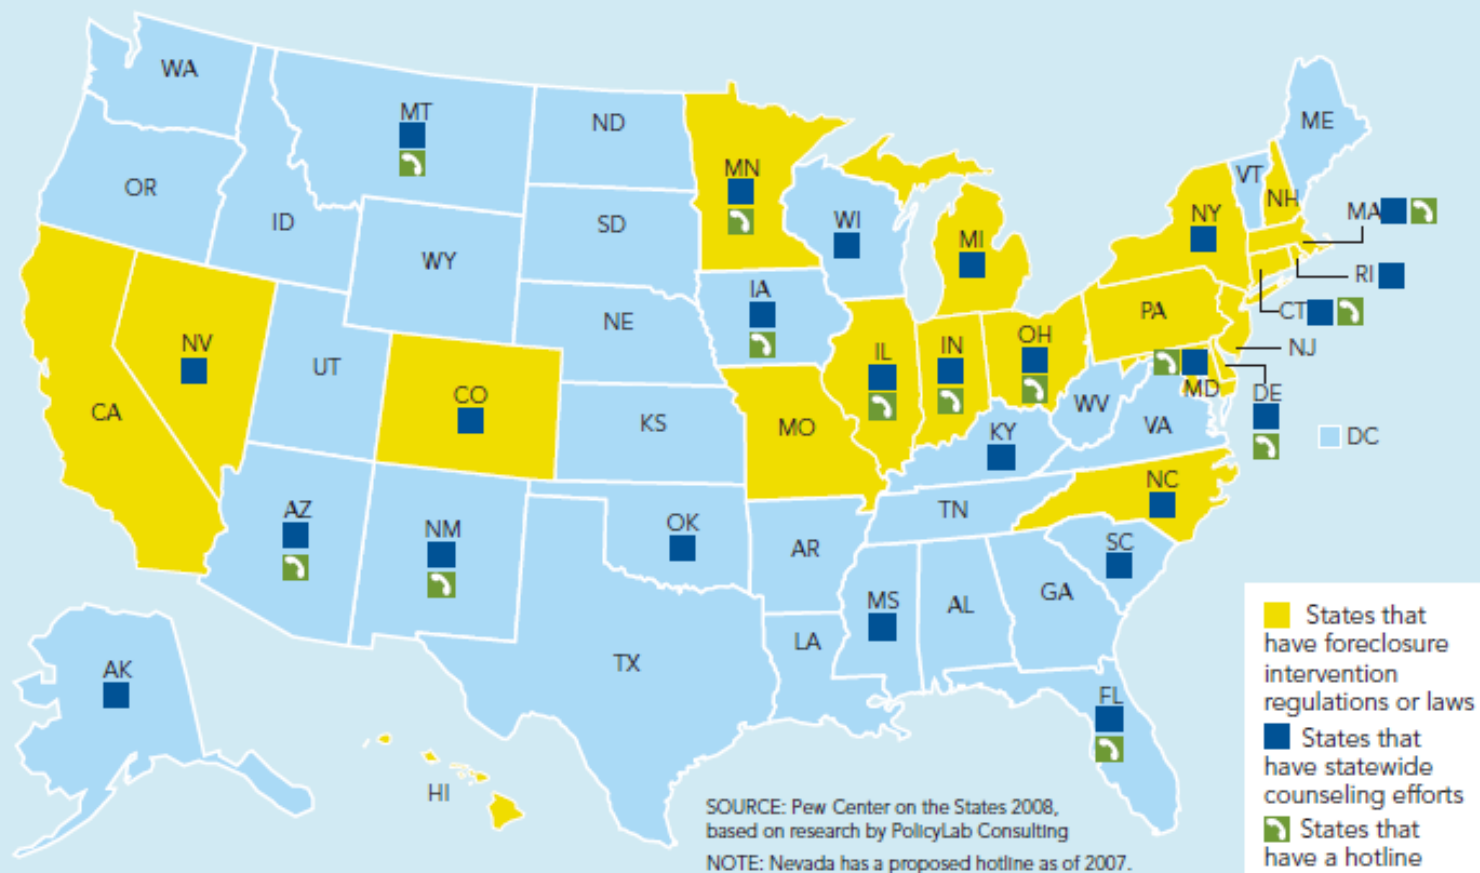 WA
MT
ND
MN
ME
VT
NH
OR
ID
SD
WI
NY
MA
MI
WY
RI
IA
CT
NE
PA
NV
IL
IN
OH
NJ
UT
MD
DE
CO
WV
CA
KS
MO
KY
VA
DC
NC
AZ
NM
OK
TN
AR
SC
MS
AL
GA
LA
TX
AK
FL
HI
States that
have foreclosure
intervention
regulations or laws
States that
have statewide
counseling efforts
States that
have a hotline
SOURCE: Pew Center on the States 2008,
based on research by PolicyLab Consulting
NOTE: Nevada has a proposed hotline as of 2007.